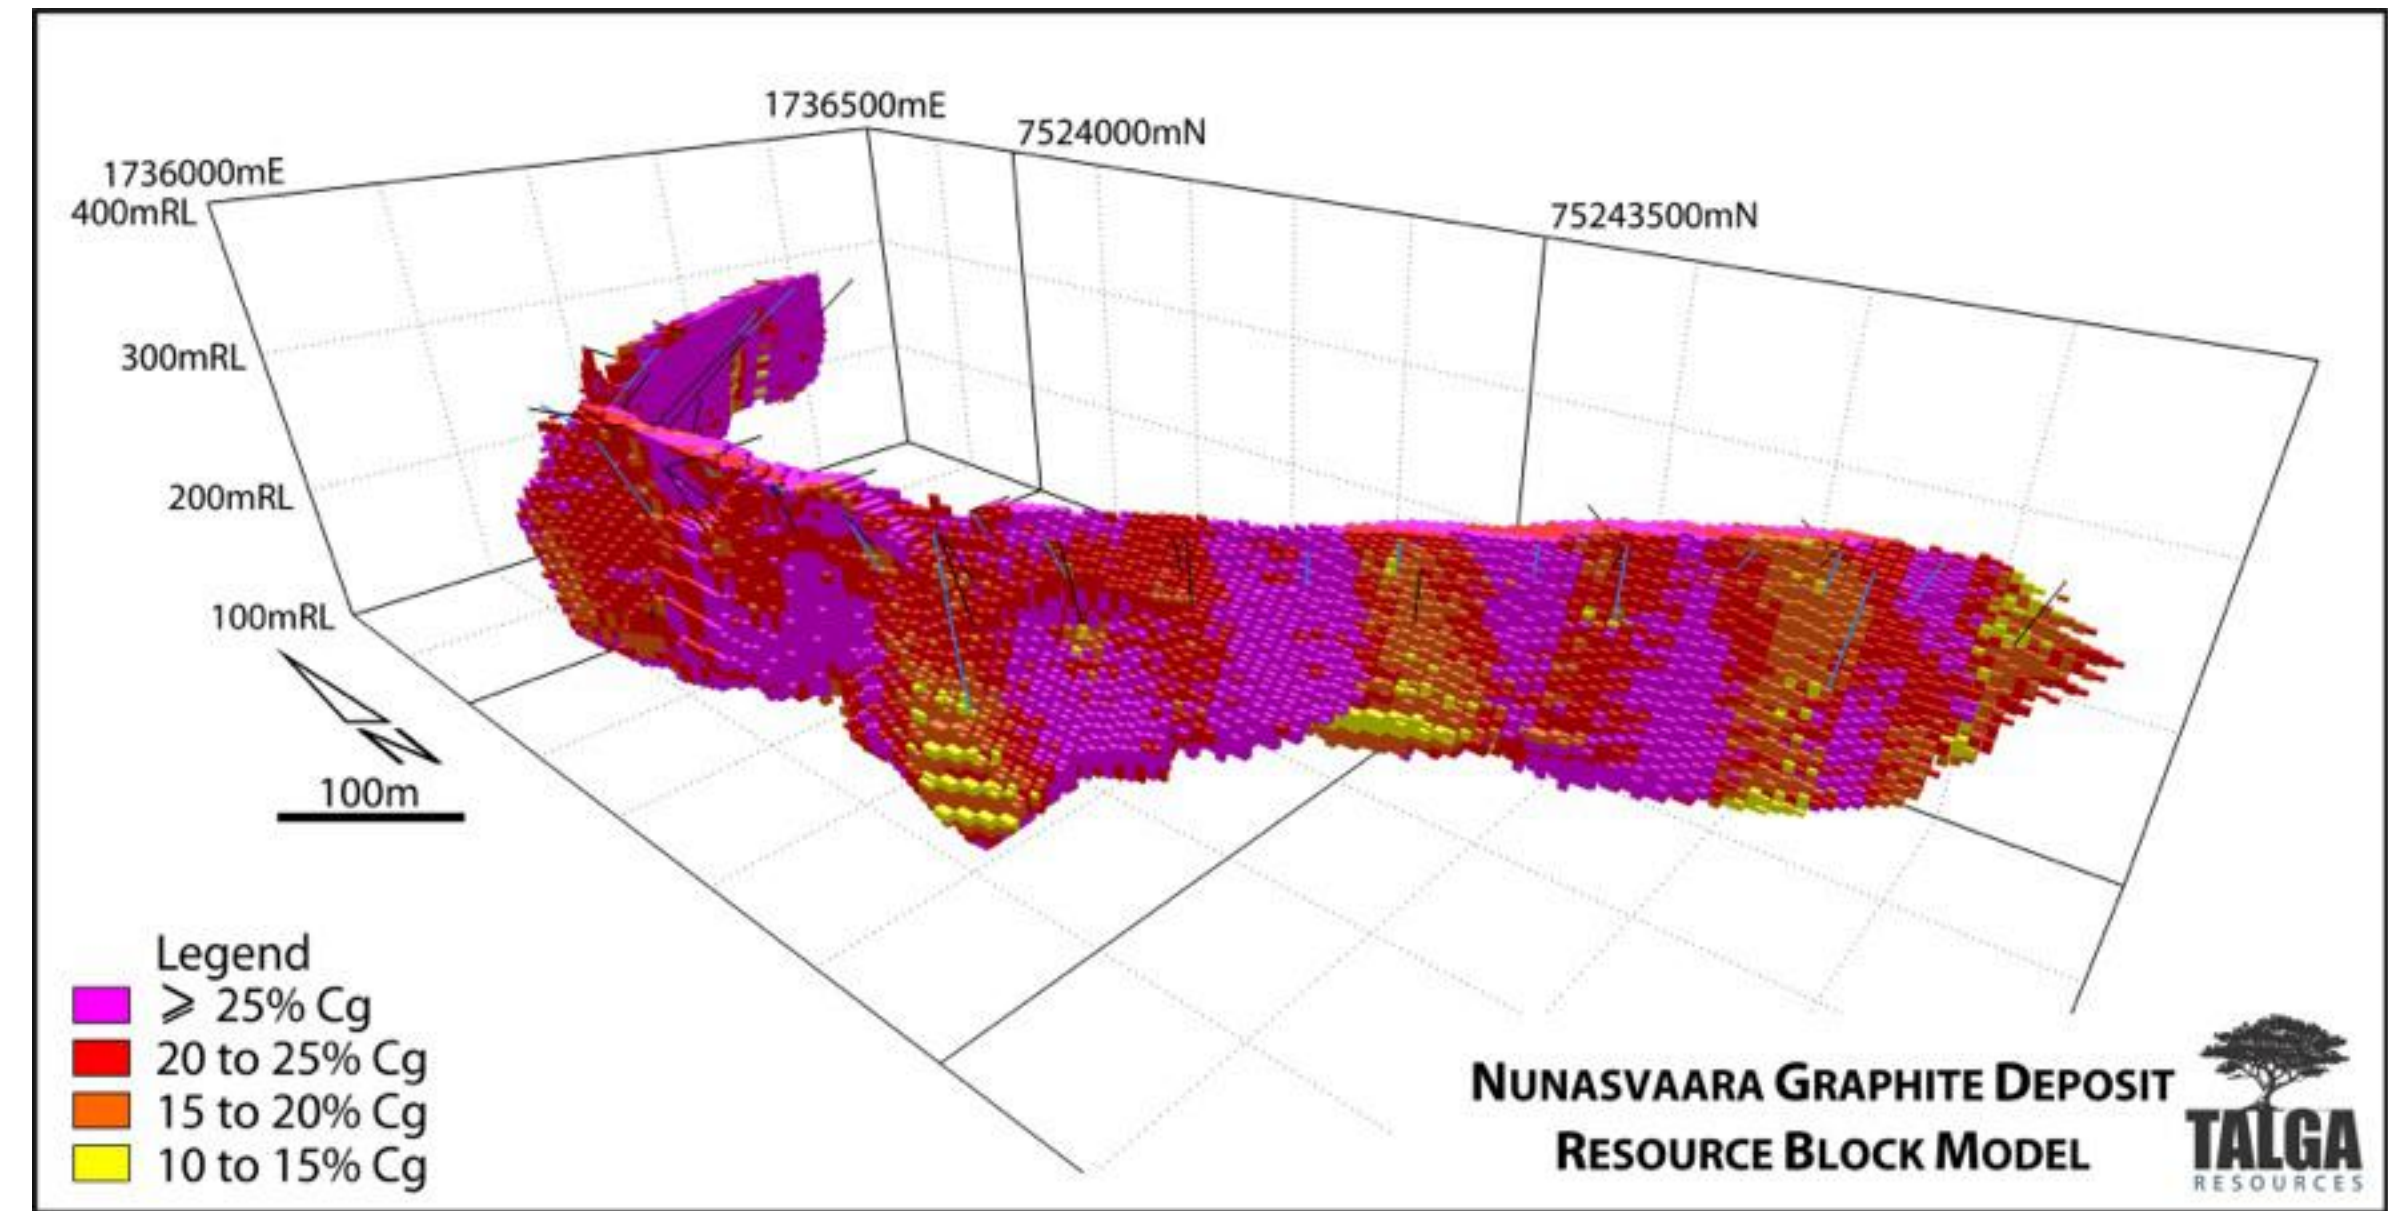 1736500mE
7524000mN
1736000mE
400mRL
75243500mN
300mRL
200mRL
100mRL
100m
Legend
⩾ 25% Cg
20 to 25% Cg
15 to 20% Cg
10 to 15% Cg
NUNASVAARA GRAPHITE DEPOSIT
RESOURCE BLOCK MODEL
TALGA
RESOURCES